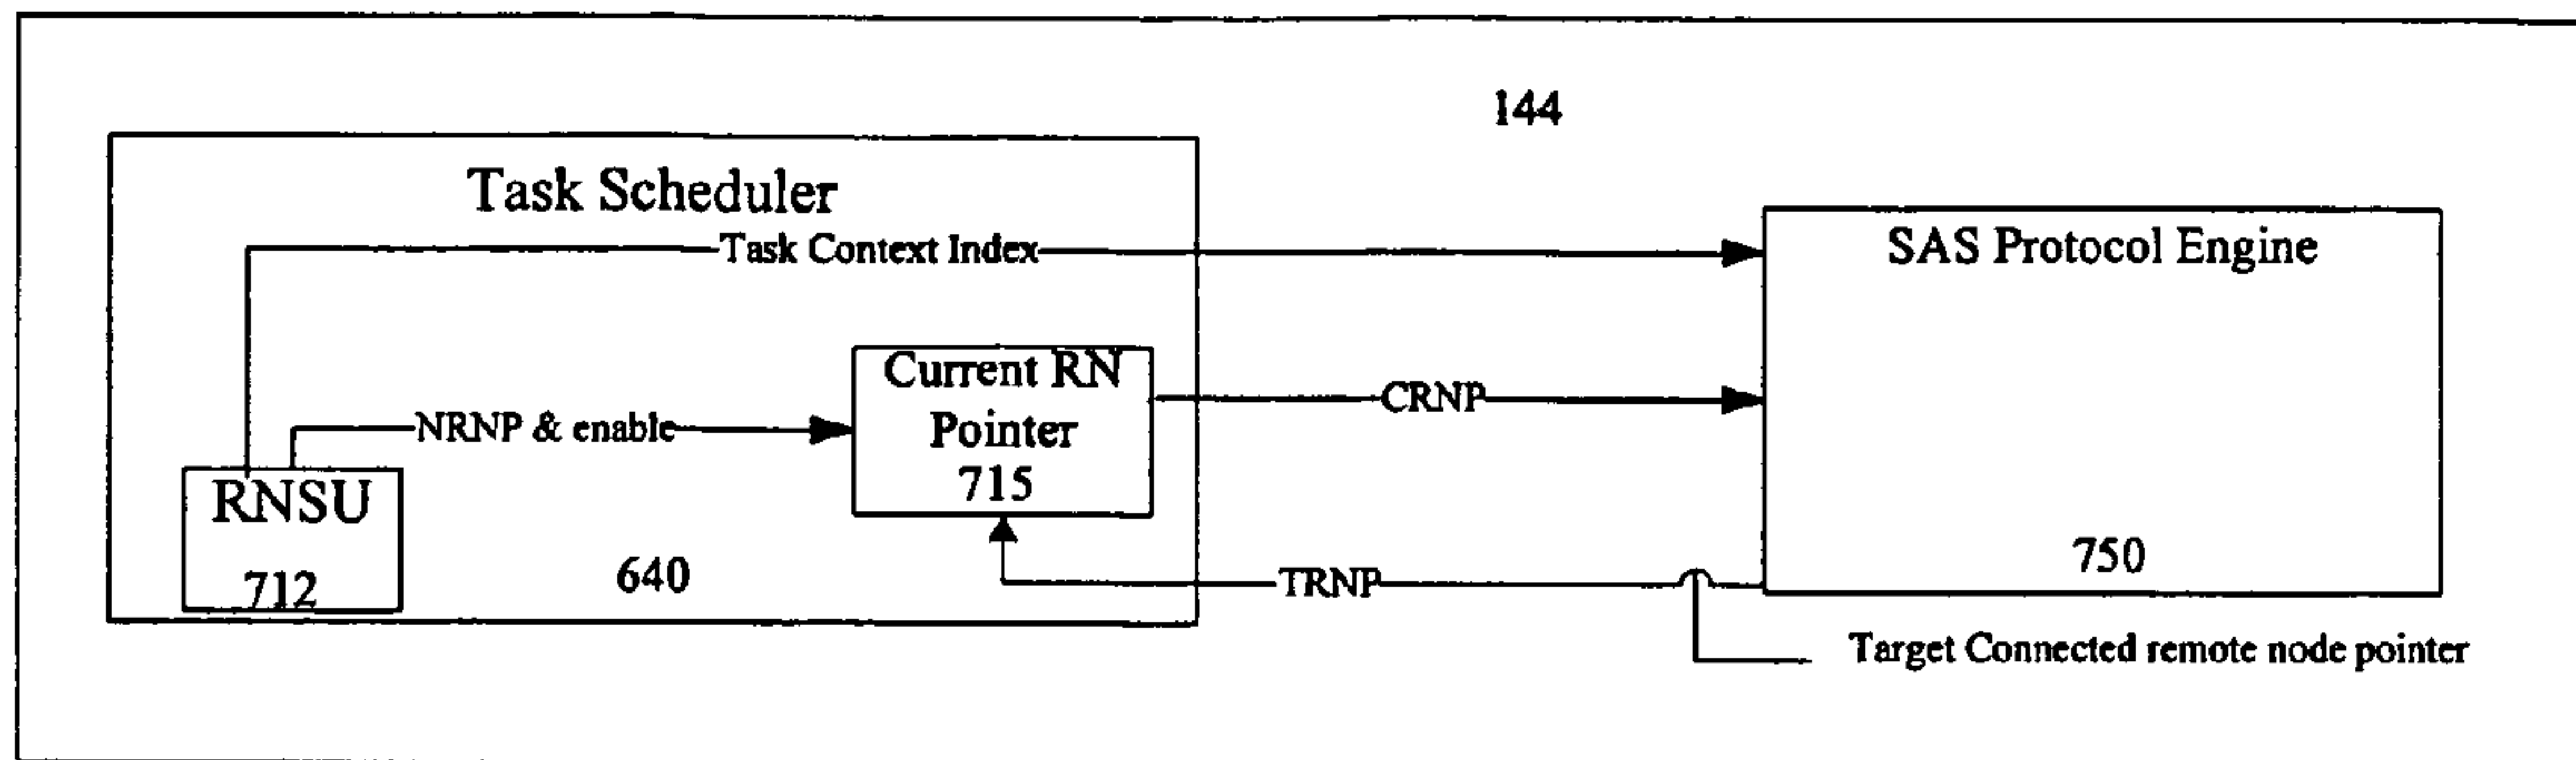 144
Task Scheduler
Task Context Index
SAS Protocol Engine
Current RN
Pointer
715
CRNP
NRNP & enable
RNSU
712
640
TRNP
750
Target Connected remote node pointer